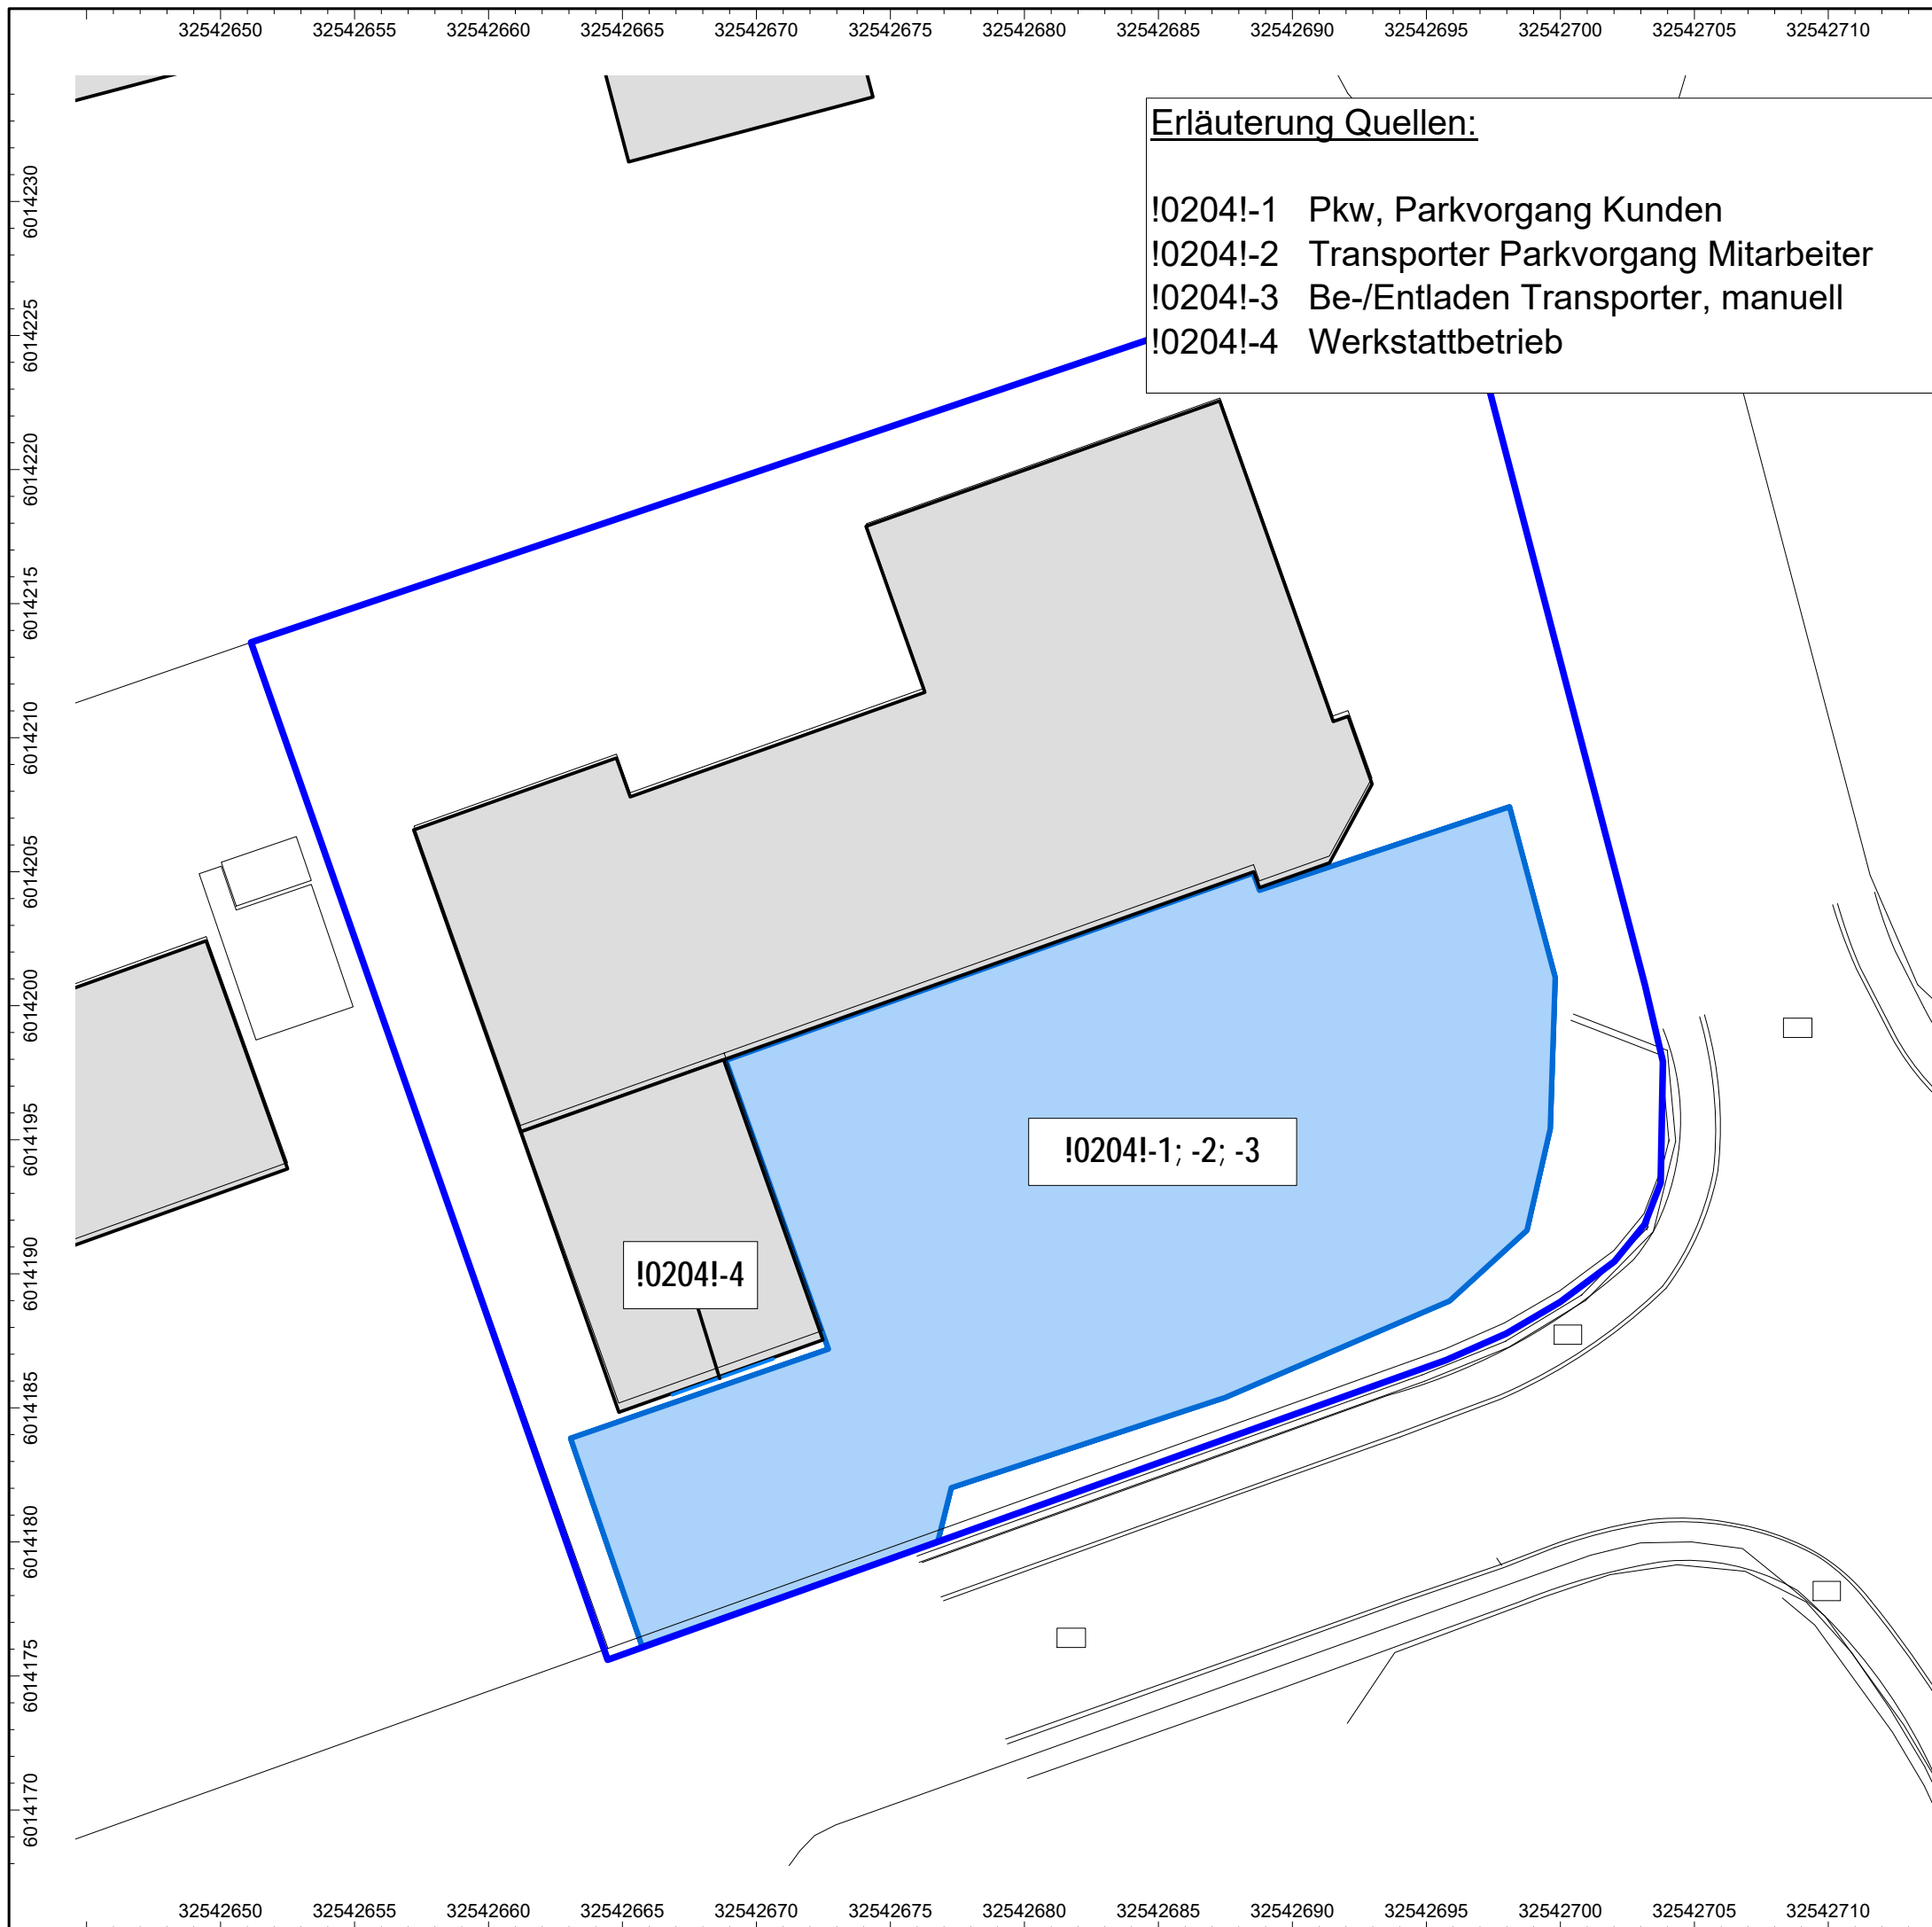 32542650 32542655 32542660 32542665 32542670 32542675 32542680 32542685 32542690 32542695 32542700 32542705 32542710
Erläuterung Quellen:
!0204!-1 Pkw, Parkvorgang Kunden
!0204!-2 Transporter Parkvorgang Mitarbeiter
!0204!-3 Be-/Entladen Transporter, manuell
!0204!-4 Werkstattbetrieb
6014230
6014225
6014220
6014215
6014210
6014205
6014200
6014195
6014190
6014185
6014180
6014175
6014170
!0204!-1; -2; -3
!0204!-4
32542650 32542655 32542660 32542665 32542670 32542675 32542680 32542685 32542690 32542695 32542700 32542705 32542710